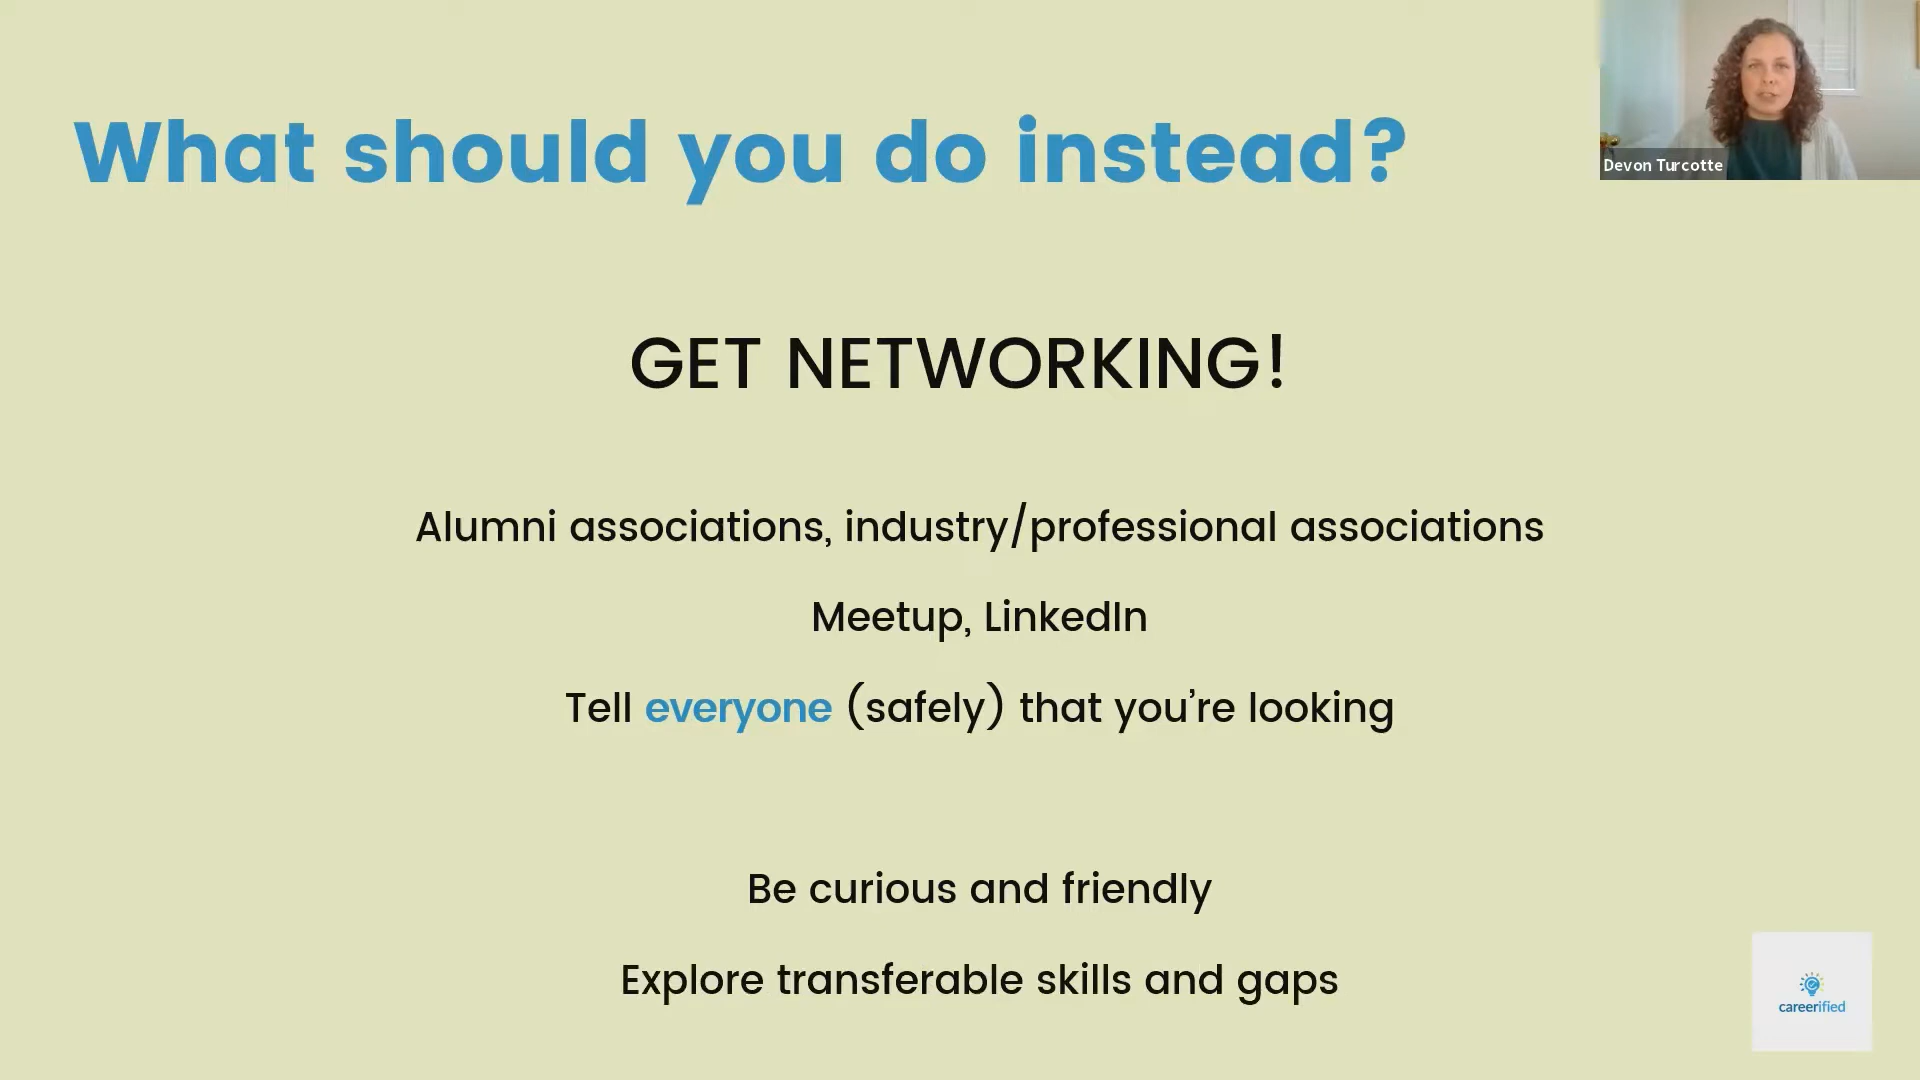 What should you do instead?
Devon Turcotte
GET NETWORKING!
Alumni associations, industry/professional associations
Meetup, LinkedIn
Tell everyone (safely) that you’re looking
Be curious and friendly
Explore transferable skills and gaps
careerified